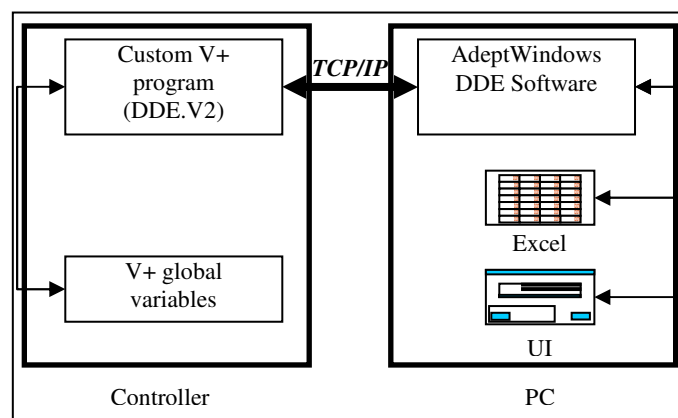 Custom V+
program
(DDE.V2)
TCP/IP
AdeptWindows
DDE Software
Excel
V+ global
variables
UI
Controller
PC